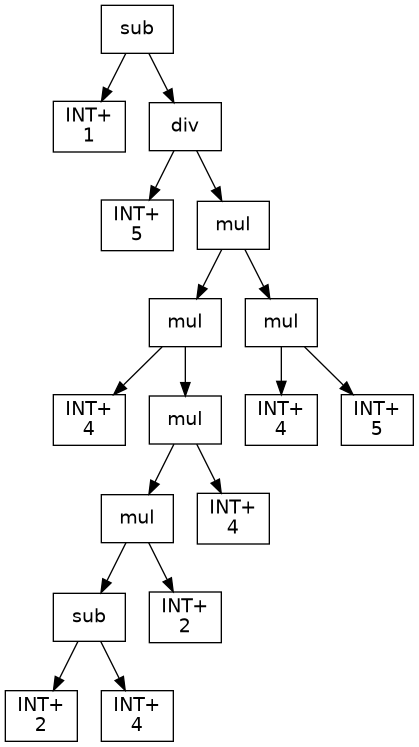 sub
INT+
1
div
INT+
5
mul
mul
mul
INT+
4
mul
INT+
4
INT+
5
mul
INT+
4
sub
INT+
2
INT+
2
INT+
4